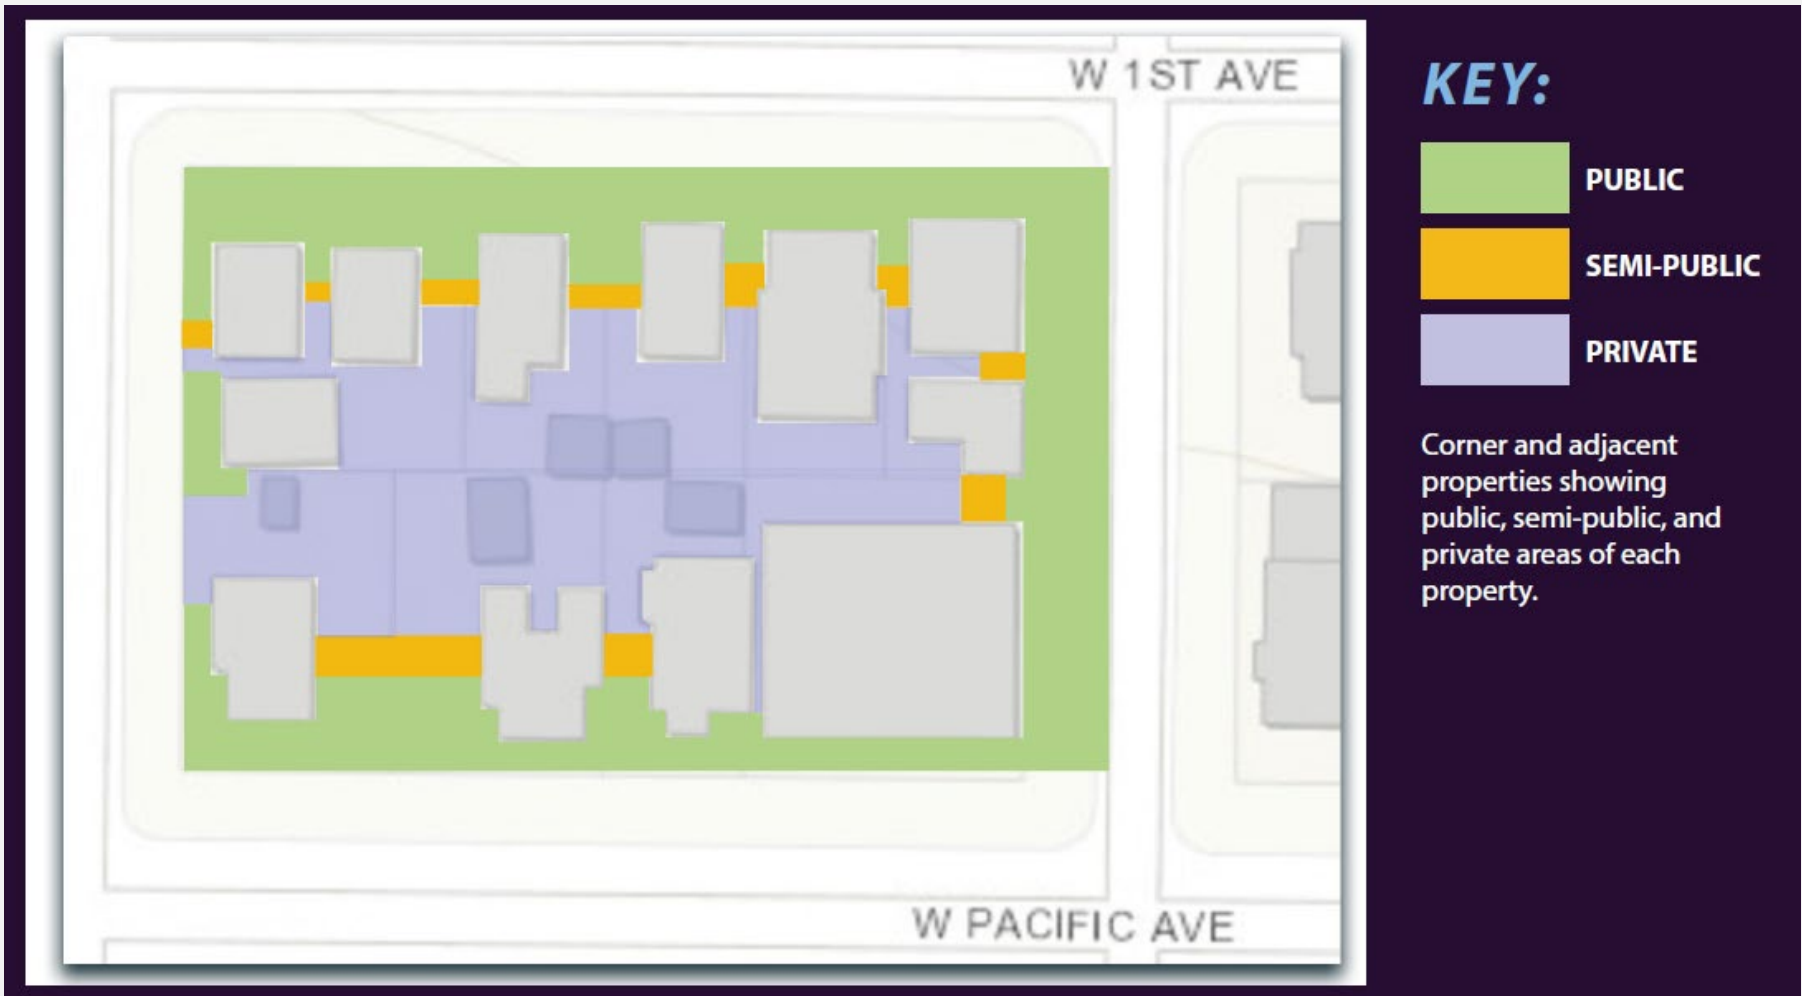 W 1ST AVE
KEY:
PUBLIC
SEMI-PUBLIC
PRIVATE
Corner and adjacent
properties showing
public, semi-public, and
private areas of each
property.
W PACIFIC AVE